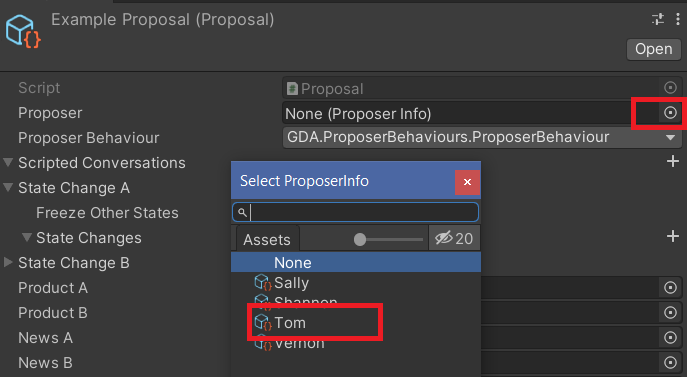 Example Proposal (Proposal)
Open
Script
Proposal
Proposer
None (Proposer Info)
Proposer Behaviour
GDA.ProposerBehaviours.ProposerBehaviour
Scripted Conversations
State Change A
Freeze Other States
State Changes
State Change B
Product A
Product B
News A
News B
Select ProposerInfo
Assets
20
None
Sally
Shannon
Tom
Vernon